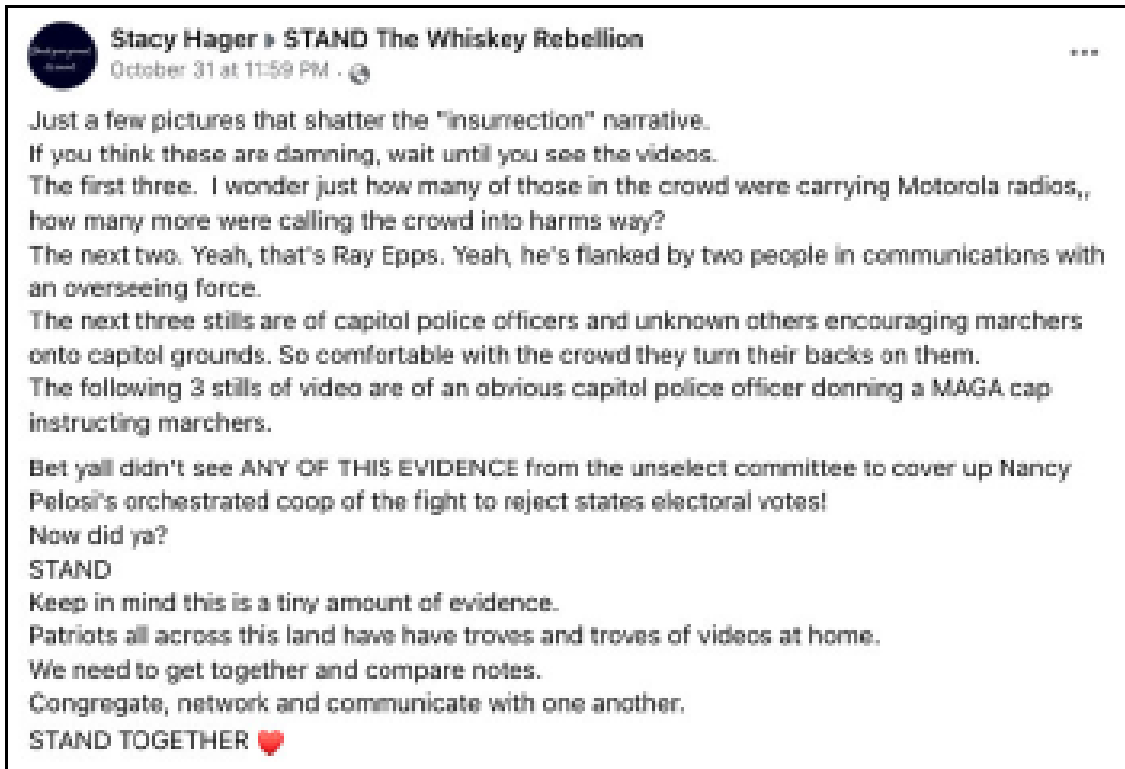 Stacy Hager ▸ STAND The Whiskey Rebellion
October 31 at 11:59 PM ·
Just a few pictures that shatter the "insurrection" narrative.
If you think these are damning, wait until you see the videos.
The first three.  I wonder just how many of those in the crowd were carrying Motorola radios,,
how many more were calling the crowd into harms way?
The next two. Yeah, that's Ray Epps. Yeah, he's flanked by two people in communications with
an overseeing force.
The next three stills are of capitol police officers and unknown others encouraging marchers
onto capitol grounds. So comfortable with the crowd they turn their backs on them.
The following 3 stills of video are of an obvious capitol police officer donning a MAGA cap
instructing marchers.
Bet yall didn't see ANY OF THIS EVIDENCE from the unselect committee to cover up Nancy
Pelosi's orchestrated coop of the fight to reject states electoral votes!
Now did ya?
STAND
Keep in mind this is a tiny amount of evidence.
Patriots all across this land have have troves and troves of videos at home.
We need to get together and compare notes.
Congregate, network and communicate with one another.
STAND TOGETHER ❤️